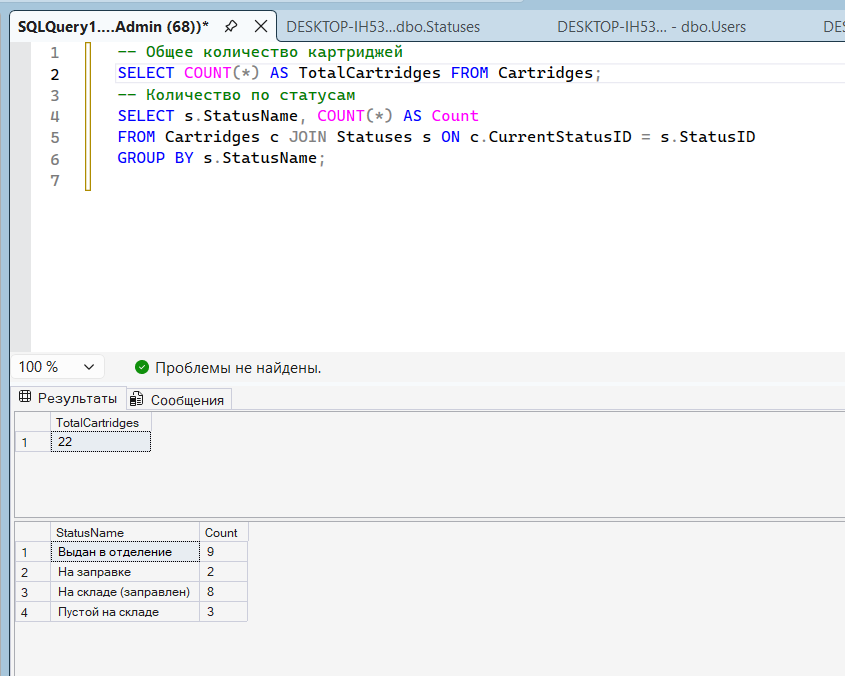 SQLQuery1....Admin (68))* DESKTOP-IH53...dbo.Statuses DESKTOP-IH53... - dbo.Users DES
1 -- Общее количество картриджей
2 SELECT COUNT(*) AS TotalCartridges FROM Cartridges;
3 -- Количество по статусам
4 SELECT s.StatusName, COUNT(*) AS Count
5 FROM Cartridges c JOIN Statuses s ON c.CurrentStatusID = s.StatusID
6 GROUP BY s.StatusName;
7
100 % Проблемы не найдены.
Результаты Сообщения
TotalCartridges
1 22
StatusName Count
1 Выдан в отделение 9
2 На заправке 2
3 На складе (заправлен) 8
4 Пустой на складе 3